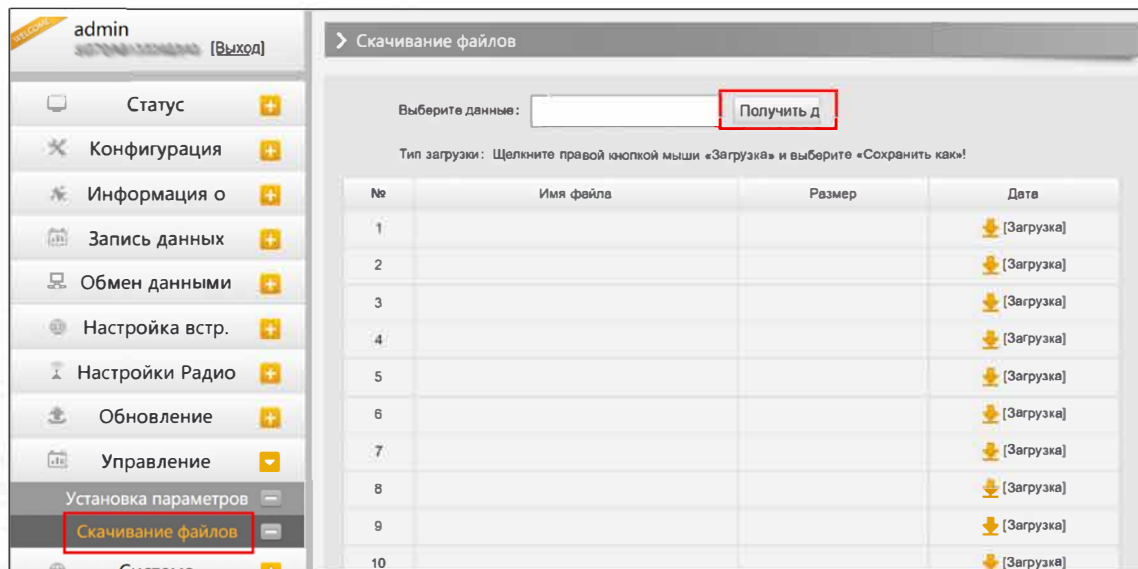 WELCOME
admin
[Выход]
Статус
Конфигурация
Информация о
Запись данных
Обмен данными
Настройка встр.
Настройки Радио
Обновление
Управление
Установка параметров
Скачивание файлов
Скачивание файлов
Выберите данные:
Получить д
Тип загрузки: Щелкните правой кнопкой мыши «Загрузка» и выберите «Сохранить как»!
№ Имя файла Размер Дата
1 [Загрузка]
2 [Загрузка]
3 [Загрузка]
4 [Загрузка]
5 [Загрузка]
6 [Загрузка]
7 [Загрузка]
8 [Загрузка]
9 [Загрузка]
10 [Загрузка]